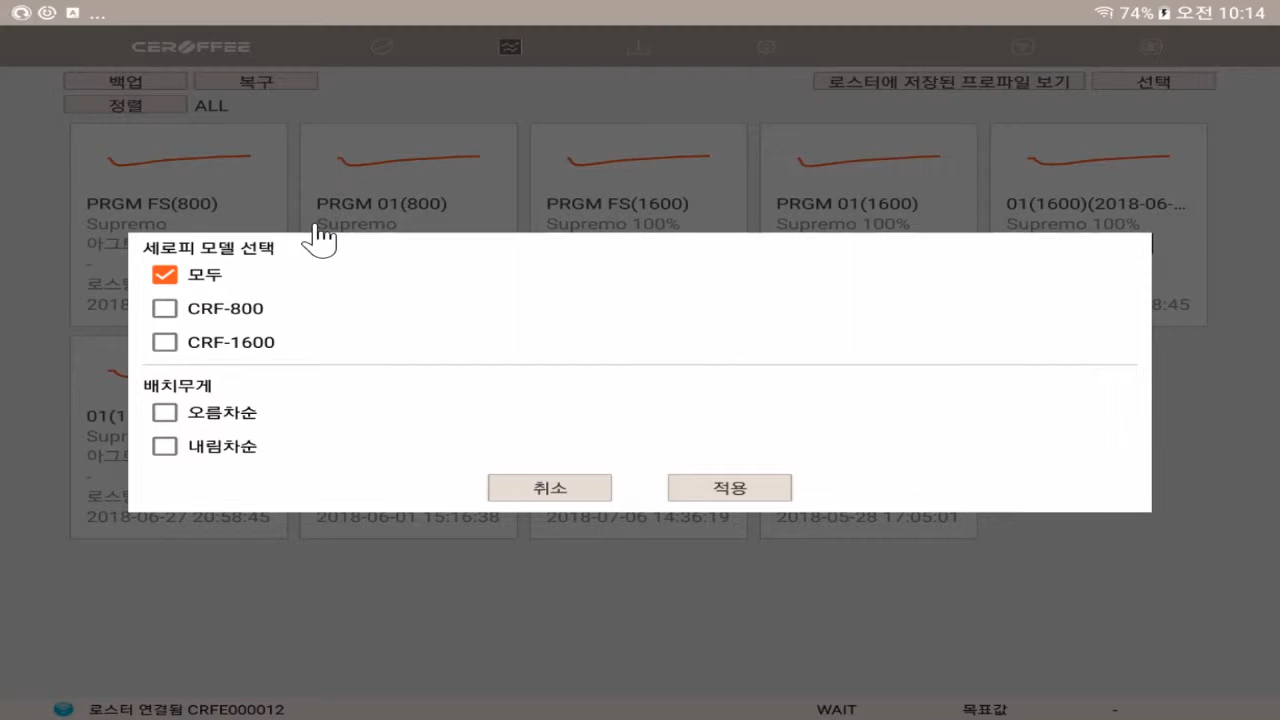 A ... 74% 오전 10:14
CEROFFEE
백업 복구 로스터에 저장된 프로파일 보기 선택
정렬 ALL
PRGM FS(800) PRGM 01(800) PRGM FS(1600) PRGM 01(1600) 01(1600)(2018-06-...
Supremo Supremo Supremo 100% Supremo 100% Supremo 100%
세로피 모델 선택
모두
CRF-800
2018 8:45
CRF-1600
배치무게
오름차순
01(1
Supr
내림차순
-
취소 적용
2018-06-27 20:58:45 2018-06-01 15:16:38 2018-07-06 14:36:19 2018-05-28 17:05:01
로스터 연결됨 CRFE000012 WAIT 목표값 -